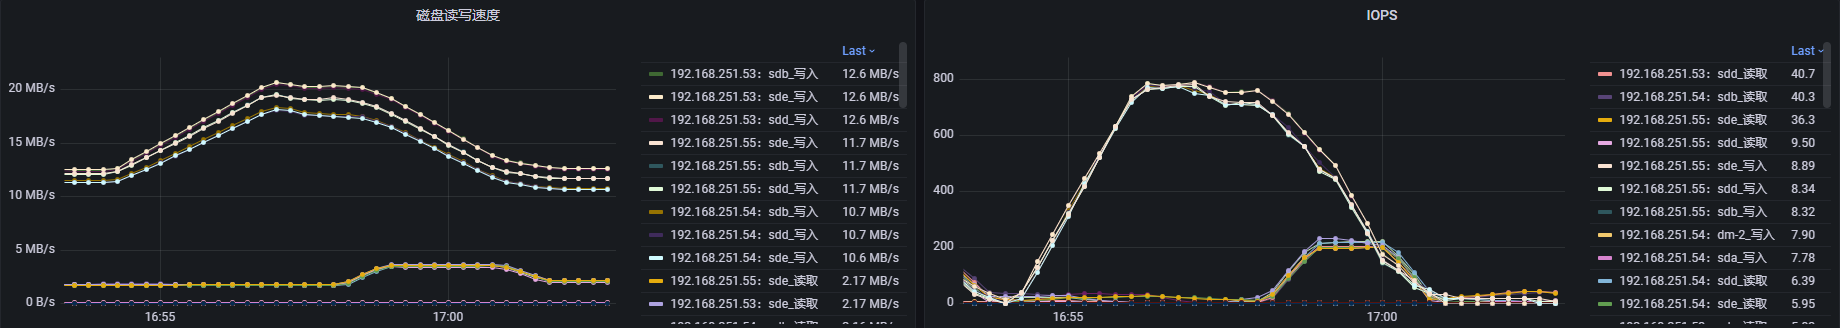 磁盘读写速度
Last
20 MB/s
15 MB/s
10 MB/s
5 MB/s
0 B/s
16:55
17:00
192.168.251.53：sdb_写入 12.6 MB/s
192.168.251.53：sde_写入 12.6 MB/s
192.168.251.53：sdd_写入 12.6 MB/s
192.168.251.55：sde_写入 11.7 MB/s
192.168.251.55：sdb_写入 11.7 MB/s
192.168.251.55：sdd_写入 11.7 MB/s
192.168.251.54：sdb_写入 10.7 MB/s
192.168.251.54：sdd_写入 10.7 MB/s
192.168.251.54：sde_写入 10.6 MB/s
192.168.251.55：sde_读取 2.17 MB/s
192.168.251.53：sde_读取 2.17 MB/s
IOPS
Last
800
600
400
200
0
16:55
17:00
192.168.251.53：sdd_读取 40.7
192.168.251.54：sdb_读取 40.3
192.168.251.55：sde_读取 36.3
192.168.251.55：sdd_读取 9.50
192.168.251.55：sde_写入 8.89
192.168.251.55：sdd_写入 8.34
192.168.251.55：sdb_写入 8.32
192.168.251.54：dm-2_写入 7.90
192.168.251.54：sda_写入 7.78
192.168.251.54：sdd_读取 6.39
192.168.251.54：sde_读取 5.95